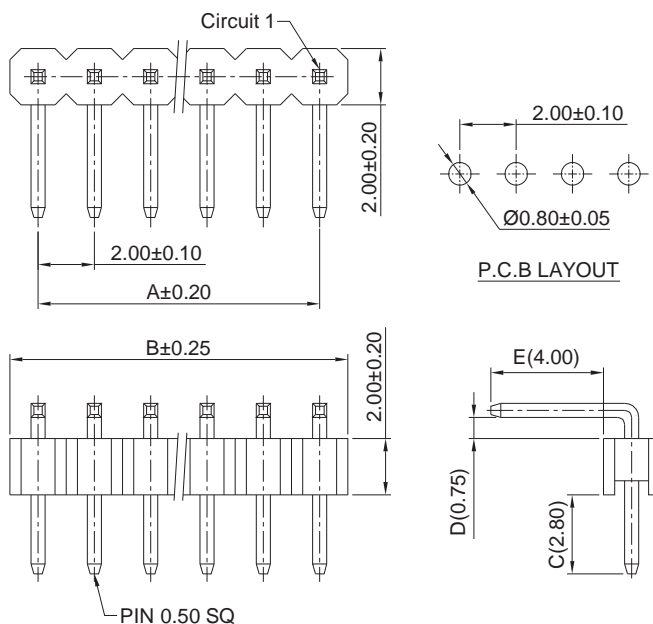 Circuit 1
2.00±0.20
2.00±0.10
A±0.20
2.00±0.10
Ø0.80±0.05
P.C.B LAYOUT
B±0.25
2.00±0.20
PIN 0.50 SQ
E(4.00)
D(0.75)
C(2.80)